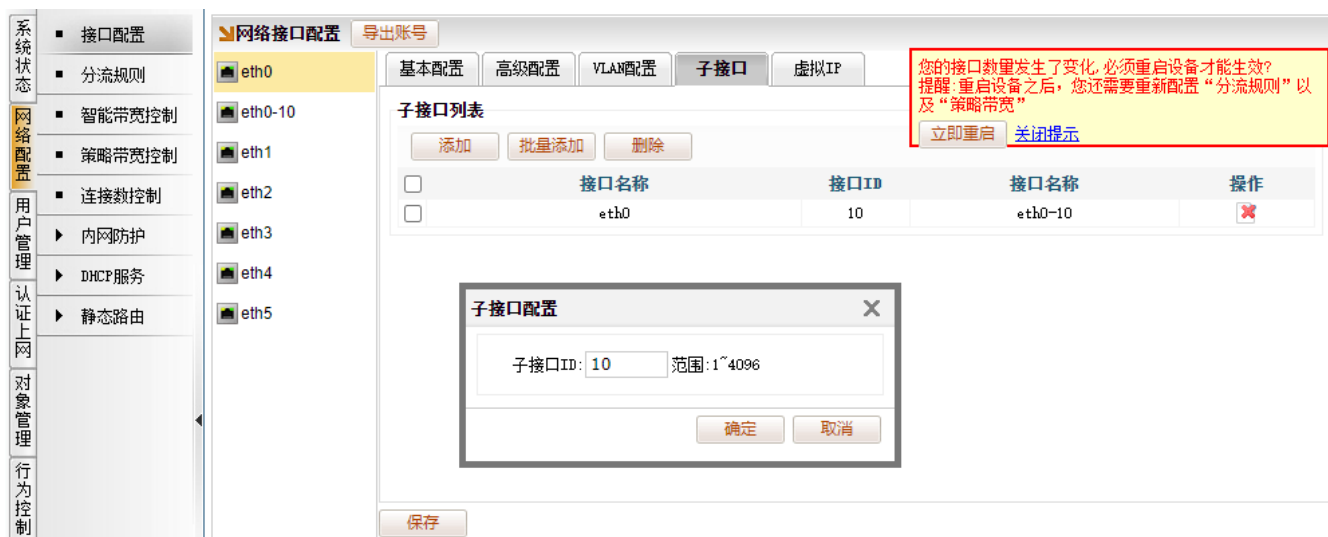 系统状态
网络配置
用户管理
认证上网
对象管理
行为控制
接口配置
分流规则
智能带宽控制
策略带宽控制
连接数控制
内网防护
DHCP服务
静态路由
网络接口配置 导出账号
eth0
eth0-10
eth1
eth2
eth3
eth4
eth5
基本配置 高级配置 VLAN配置 子接口 虚拟IP
您的接口数量发生了变化,必须重启设备才能生效?
提醒:重启设备之后，您还需要重新配置“分流规则”以
及“策略带宽”
立即重启 关闭提示
子接口列表
添加 批量添加 删除
接口名称 接口ID 接口名称 操作
eth0 10 eth0-10
子接口配置
子接口ID: 10 范围:1~4096
确定 取消
保存